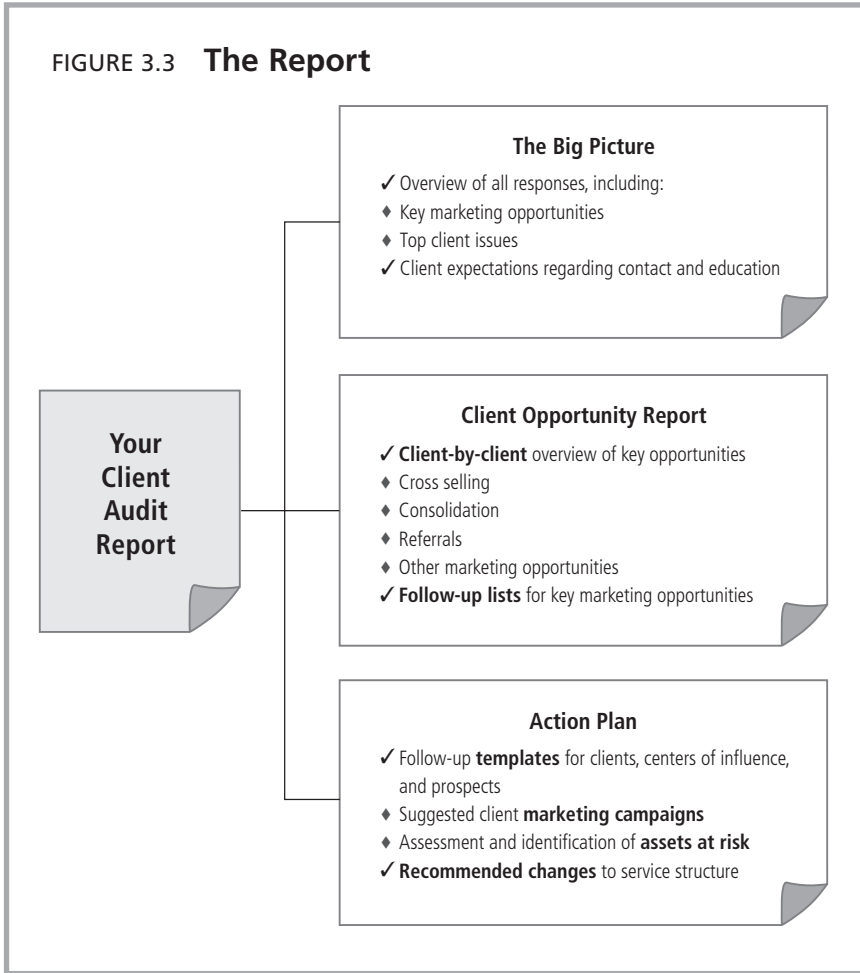 FIGURE 3.3 The Report
The Big Picture
✓ Overview of all responses, including:
♦ Key marketing opportunities
♦ Top client issues
✓ Client expectations regarding contact and education
Your
Client
Audit
Report
Client Opportunity Report
✓ Client-by-client overview of key opportunities
♦ Cross selling
♦ Consolidation
♦ Referrals
♦ Other marketing opportunities
✓ Follow-up lists for key marketing opportunities
Action Plan
✓ Follow-up templates for clients, centers of influence,
and prospects
♦ Suggested client marketing campaigns
♦ Assessment and identification of assets at risk
✓ Recommended changes to service structure